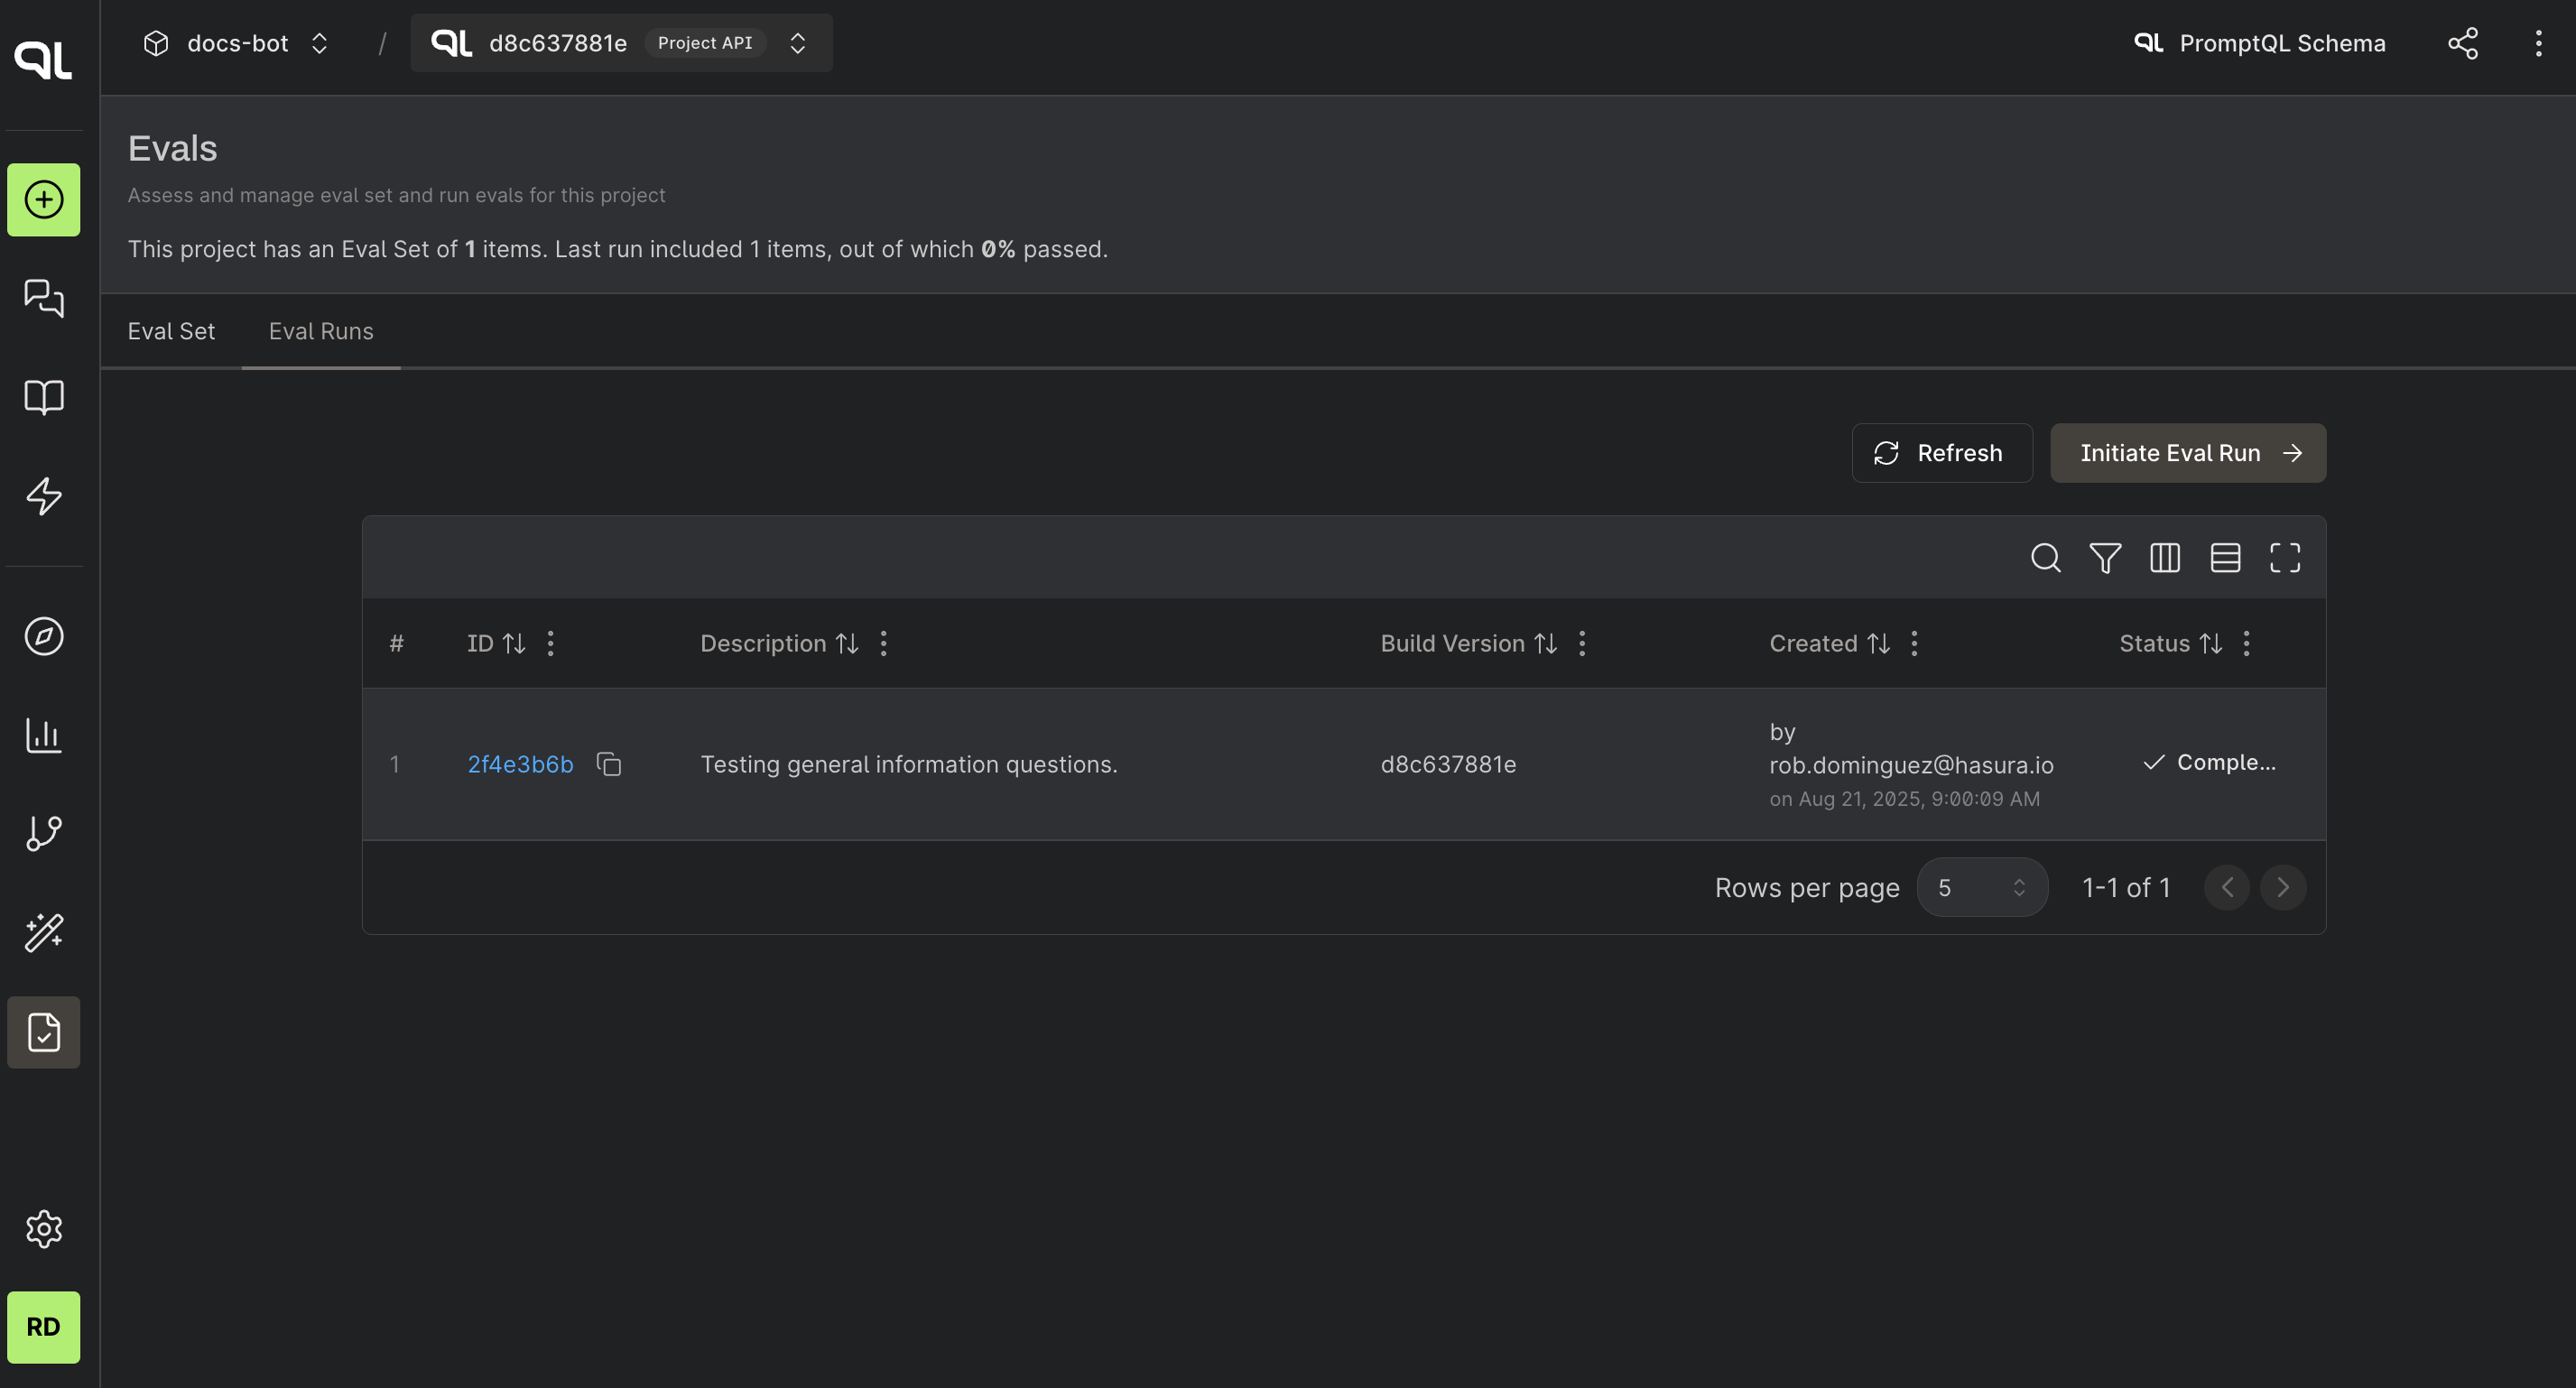 QL
docs-bot / QL d8c637881e Project API
QL PromptQL Schema
Evals
Assess and manage eval set and run evals for this project
This project has an Eval Set of 1 items. Last run included 1 items, out of which 0% passed.
Eval Set Eval Runs
Refresh Initiate Eval Run
# ID Description Build Version Created Status
1 2f4e3b6b Testing general information questions. d8c637881e by
rob.dominguez@hasura.io
on Aug 21, 2025, 9:00:09 AM
Comple...
Rows per page 5 1-1 of 1
RD